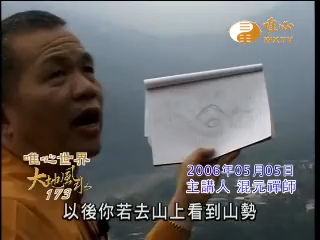 唯心
唯心世界
大地風水
173
2006年05月05日
主講人 混元禪師
以後你若去山上看到山勢